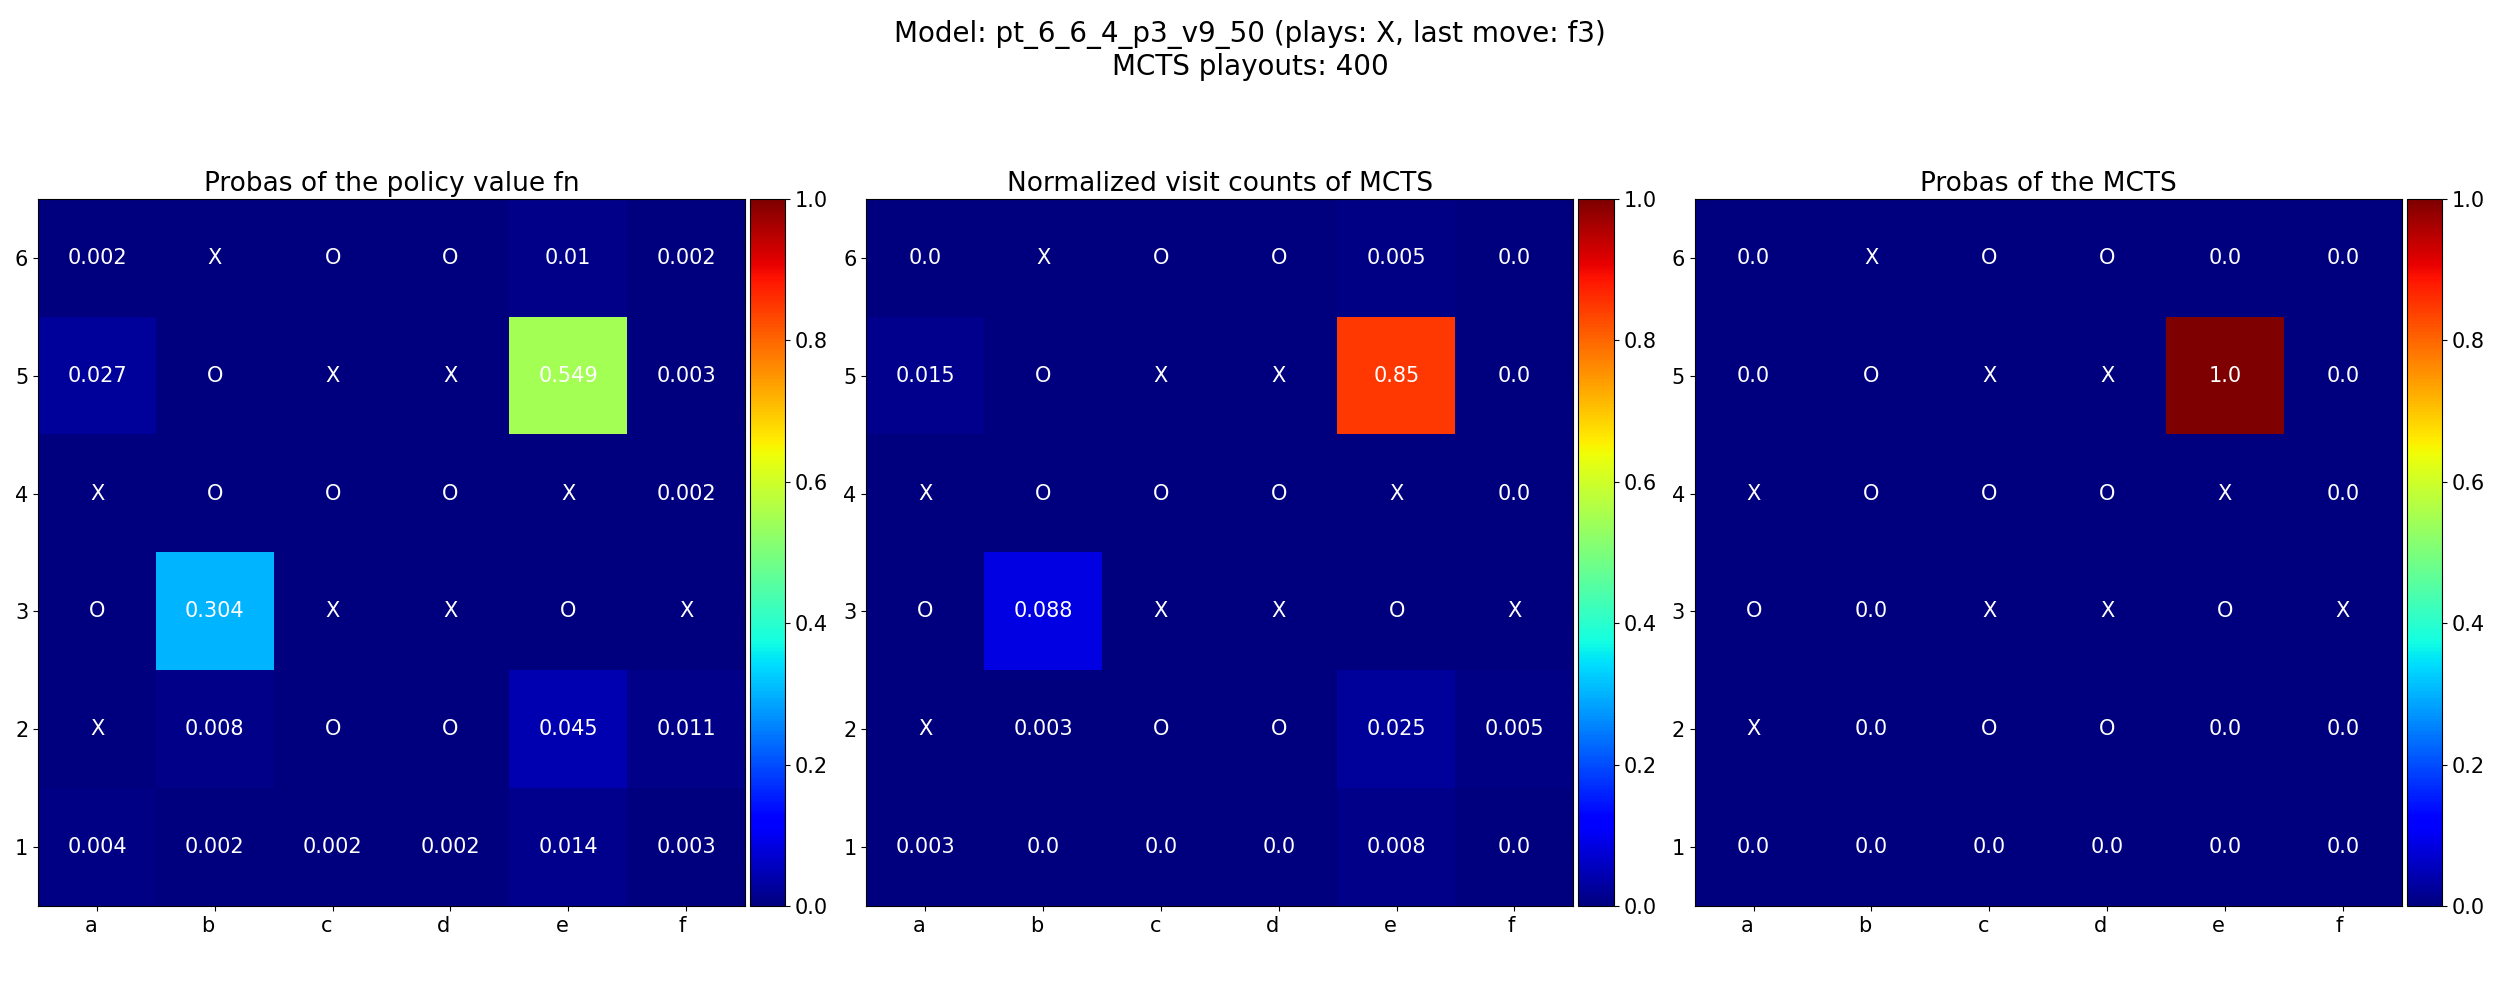 Model: pt_6_6_4_p3_v9_50 (plays: X, last move: f3)
MCTS playouts: 400
Probas of the policy value fn
1.0
6 0.002 X O O 0.01 0.002
0.8
5 0.027 O X X 0.549 0.003
0.6
4 X O O O X 0.002
0.4
3 O 0.304 X X O X
2 X 0.008 O O 0.045 0.011
0.2
1 0.004 0.002 0.002 0.002 0.014 0.003
0.0
a b c d e f
Normalized visit counts of MCTS
1.0
6 0.0 X O O 0.005 0.0
0.8
5 0.015 O X X 0.85 0.0
0.6
4 X O O O X 0.0
0.4
3 O 0.088 X X O X
2 X 0.003 O O 0.025 0.005
0.2
1 0.003 0.0 0.0 0.0 0.008 0.0
0.0
a b c d e f
Probas of the MCTS
1.0
6 0.0 X O O 0.0 0.0
0.8
5 0.0 O X X 1.0 0.0
0.6
4 X O O O X 0.0
0.4
3 O 0.0 X X O X
2 X 0.0 O O 0.0 0.0
0.2
1 0.0 0.0 0.0 0.0 0.0 0.0
0.0
a b c d e f